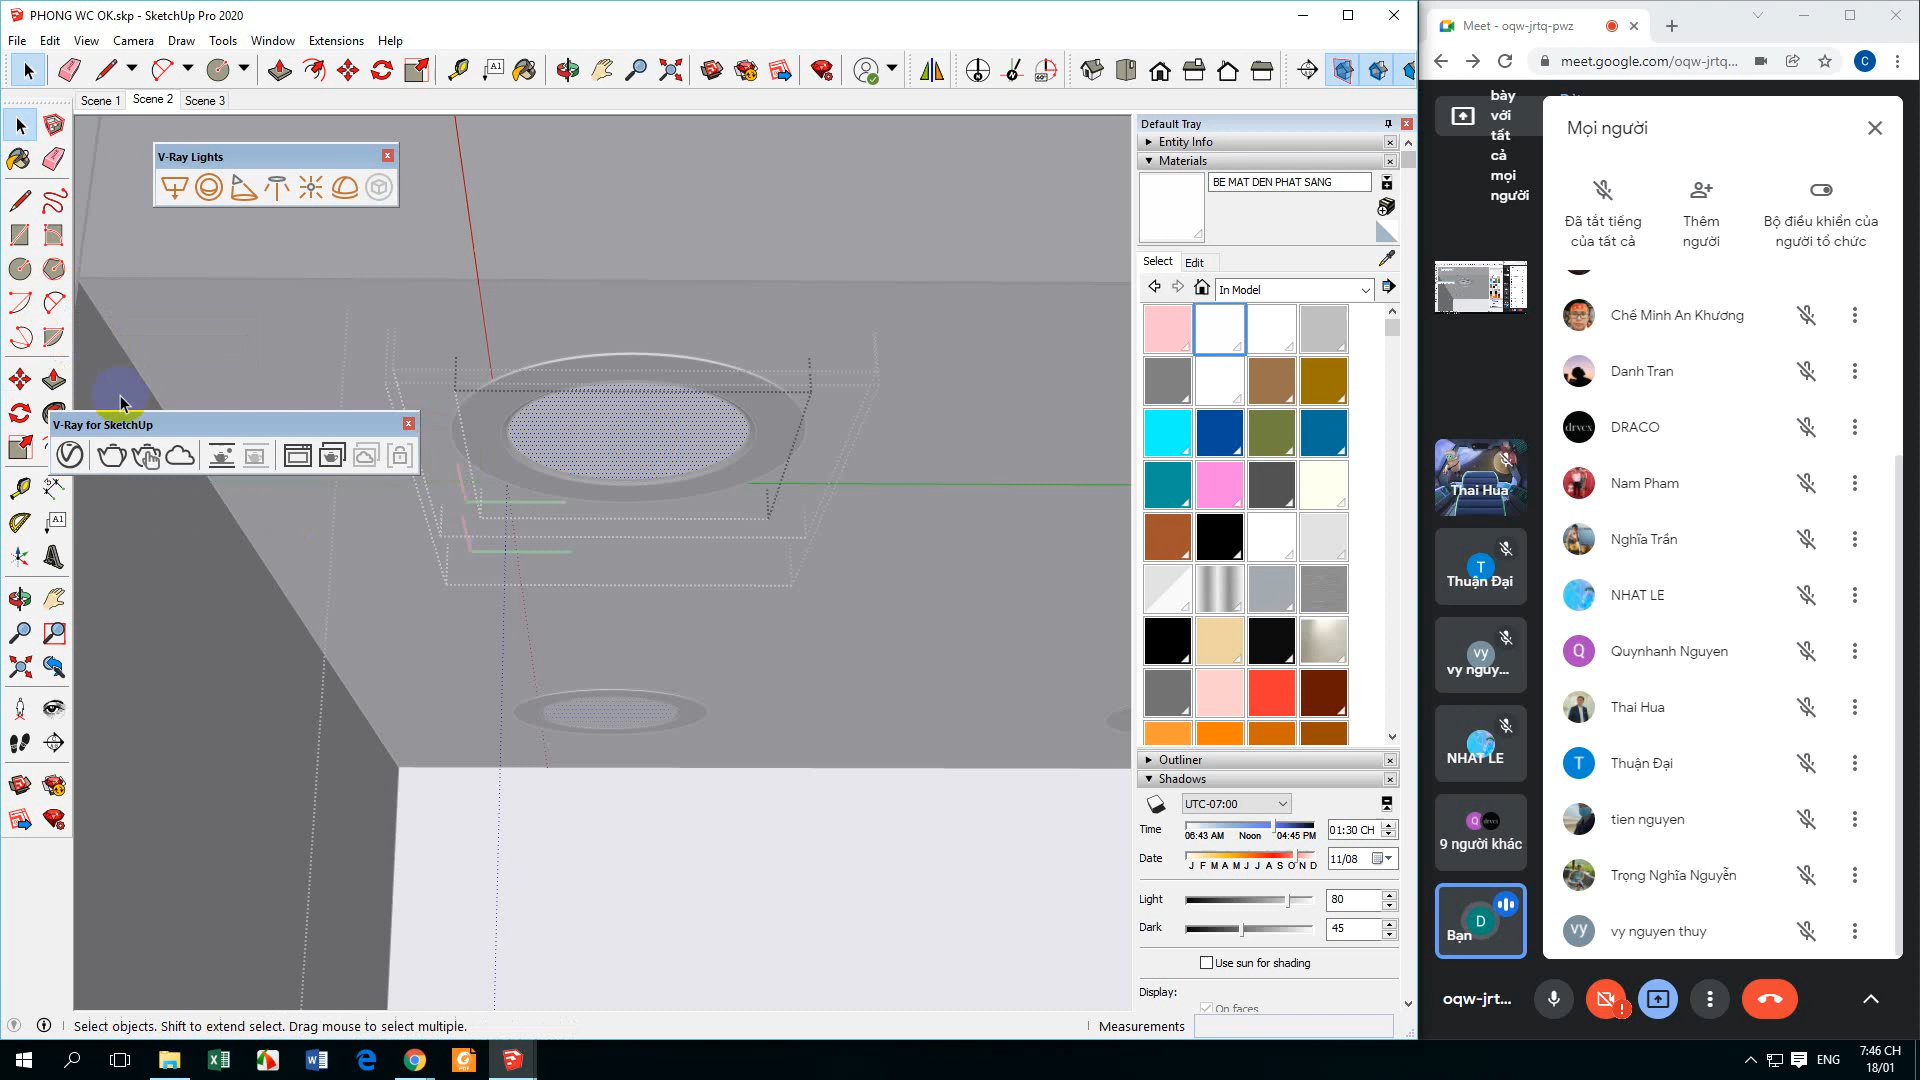 PHONG WC OK.skp - SketchUp Pro 2020
File Edit View Camera Draw Tools Window Extensions Help
Scene 1 Scene 2 Scene 3
V-Ray Lights
V-Ray for SketchUp
A1
A1
Default Tray
Entity Info
Materials
BE MAT DEN PHAT SANG
Select Edit
In Model
Outliner
Shadows
UTC-07:00
Time 06:43 AM Noon 04:45 PM 01:30 CH
Date J F M A M J J A S O N D 11/08
Light 80
Dark 45
Use sun for shading
Display:
On faces
Select objects. Shift to extend select. Drag mouse to select multiple.
Measurements
Meet - oqw-jrtq-pwz
meet.google.com/oqw-jrtq...
C
bày
với
tất
cả
mọi
người
Mọi người
Đã tắt tiếng
của tất cả
Thêm
người
Bộ điều khiển của
người tổ chức
Chế Minh An Khương
Danh Tran
drvcx
DRACO
Nam Pham
Nghĩa Trần
NHAT LE
Q
Quynhanh Nguyen
Thai Hua
T
Thuận Đại
tien nguyen
Trọng Nghĩa Nguyễn
vy
vy nguyen thuy
Thai Hua
T
Thuận Đại
vy
vy nguy...
NHAT LE
Q
9 người khác
D
Bạn
oqw-jrt...
ENG
7:46 CH
18/01